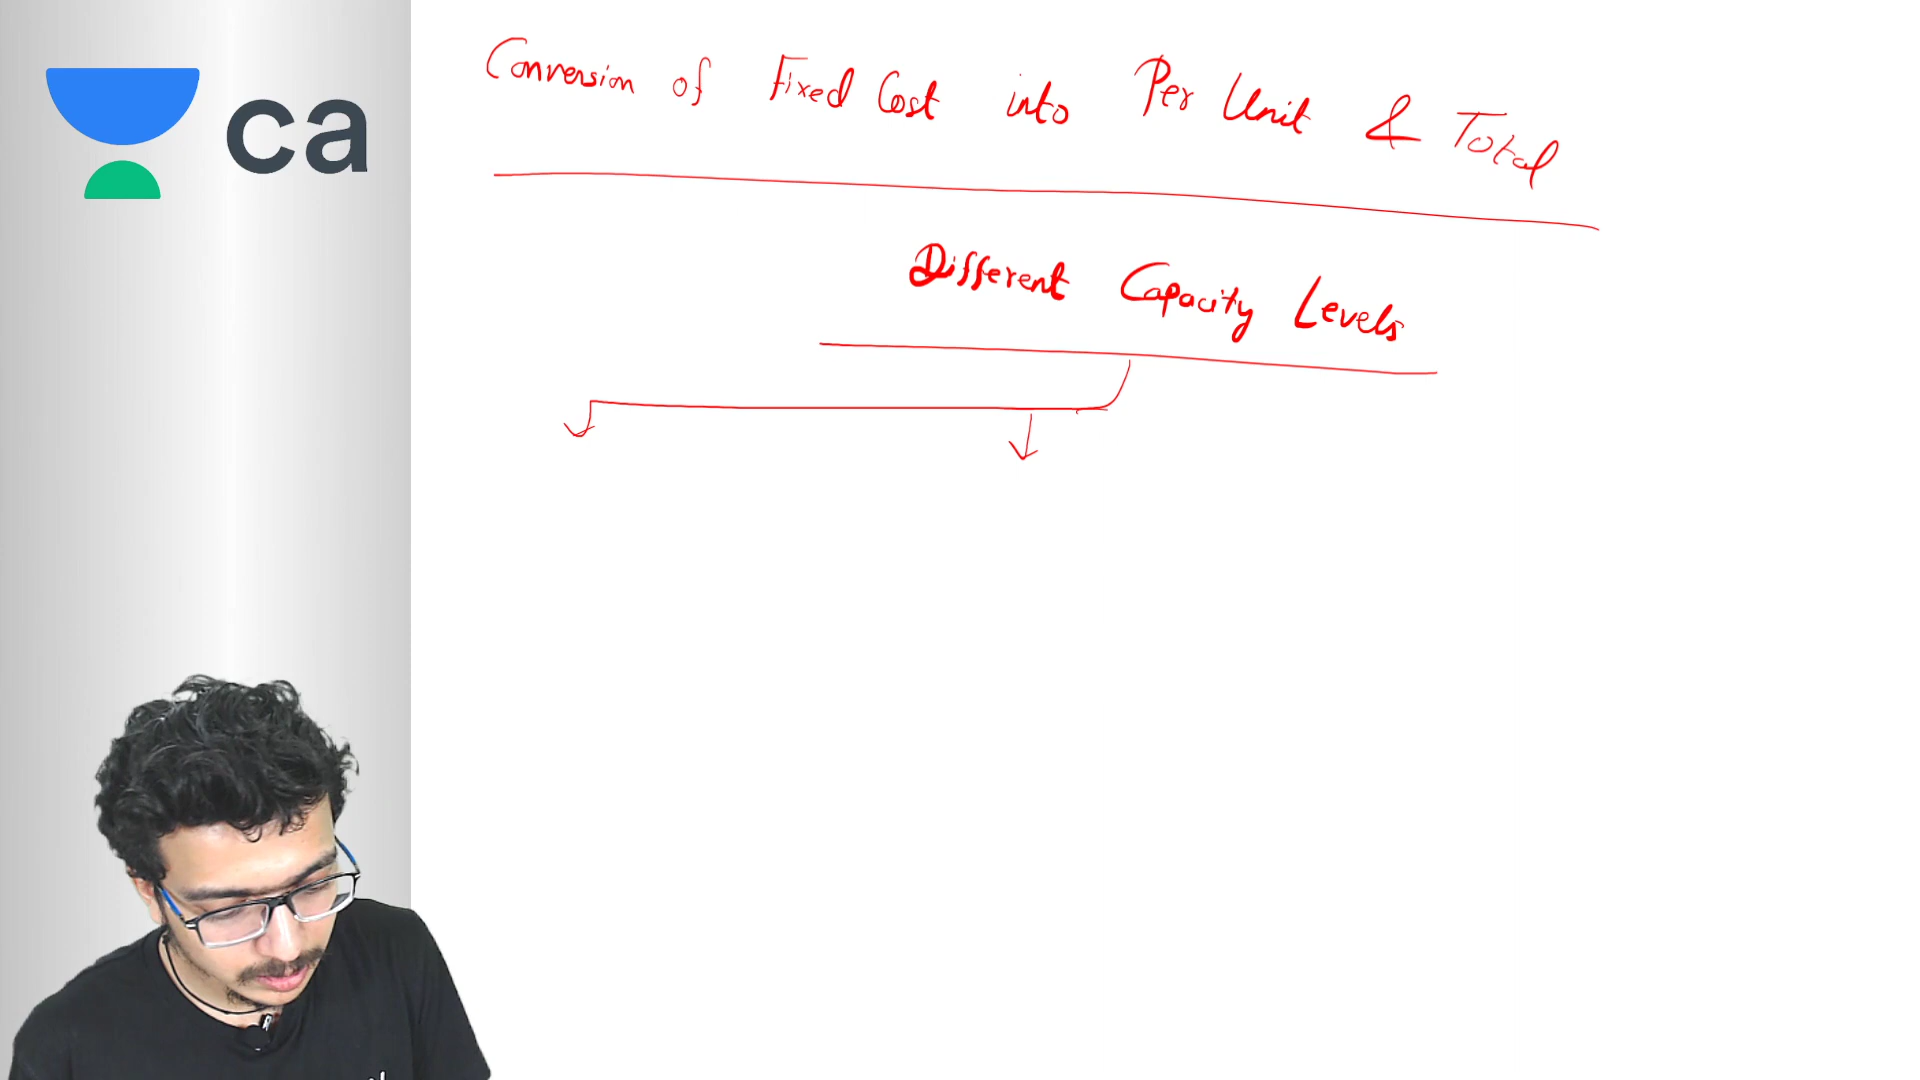 ca
Conversion of Fixed Cost into Per Unit & Total
Different Capacity Levels